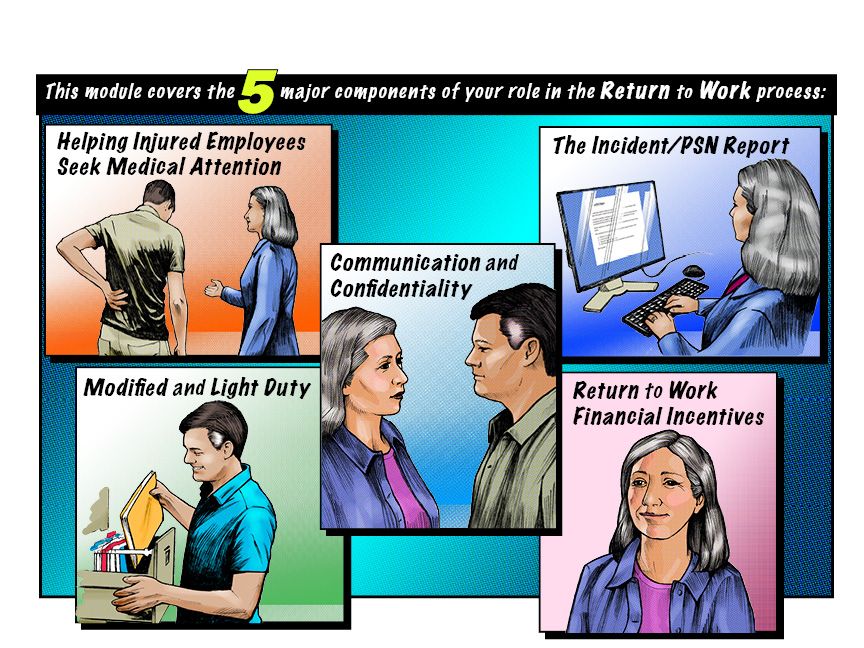 This module covers the 5 major components of your role in the Return to Work process:
Helping Injured Employees
Seek Medical Attention
The Incident/PSN Report
Communication and
Confidentiality
Modified and Light Duty
Return to Work
Financial Incentives